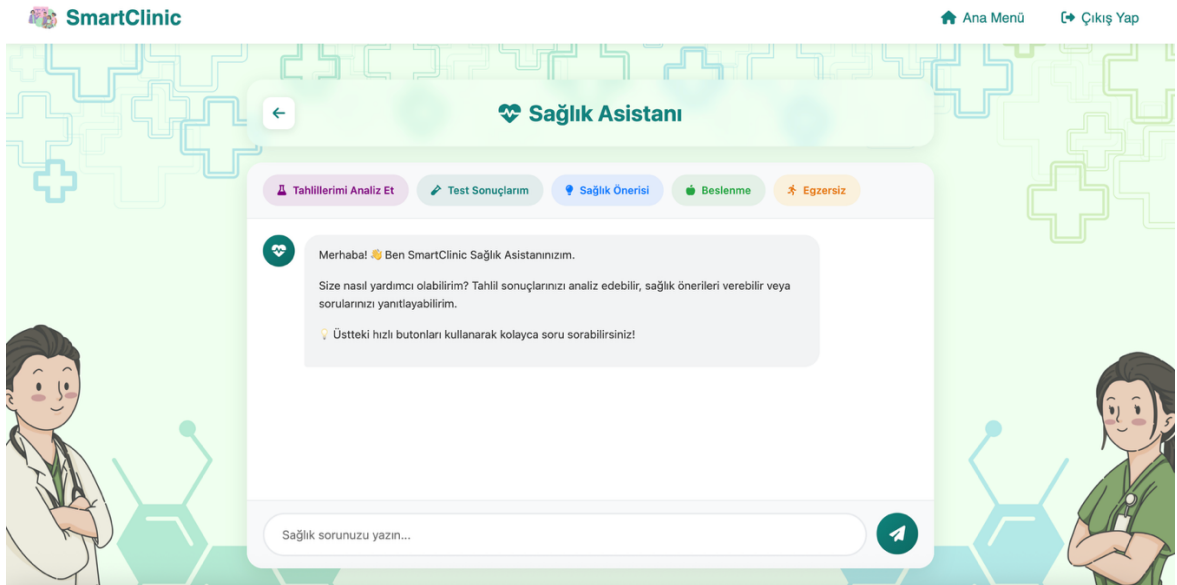 SmartClinic
Ana Menü
Çıkış Yap
Sağlık Asistanı
Tahlillerimi Analiz Et
Test Sonuçlarım
Sağlık Önerisi
Beslenme
Egzersiz
Merhaba! 👋 Ben SmartClinic Sağlık Asistanınızım.
Size nasıl yardımcı olabilirim? Tahlil sonuçlarınızı analiz edebilir, sağlık önerileri verebilir veya
sorularınızı yanıtlayabilirim.
💡 Üstteki hızlı butonları kullanarak kolayca soru sorabilirsiniz!
Sağlık sorunuzu yazın...